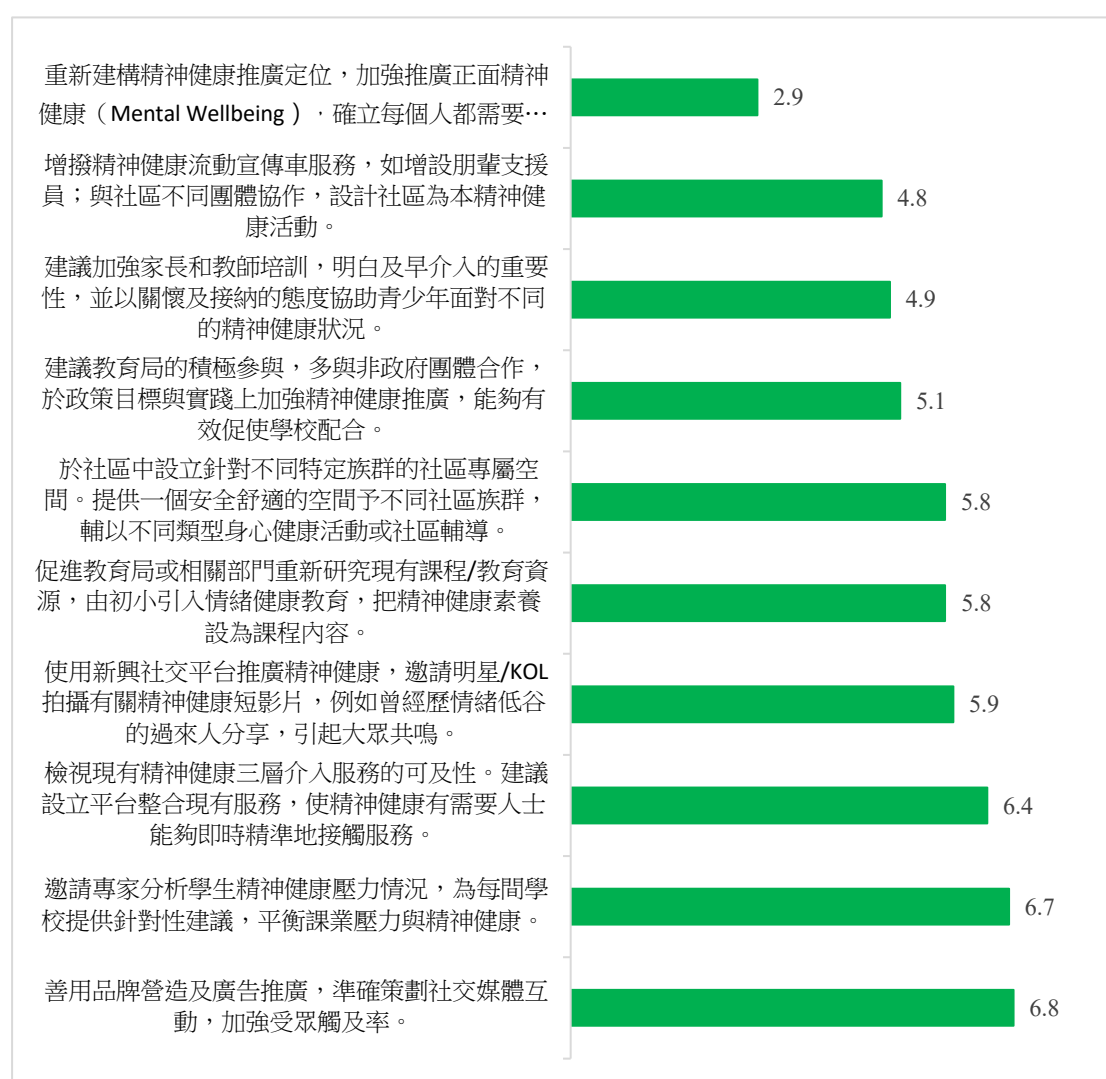 重新建構精神健康推廣定位，加強推廣正面精神
健康（Mental Wellbeing），確立每個人都需要…
2.9
增撥精神健康流動宣傳車服務，如增設朋輩支援
員；與社區不同團體協作，設計社區為本精神健
康活動。
4.8
建議加強家長和教師培訓，明白及早介入的重要
性，並以關懷及接納的態度協助青少年面對不同
的精神健康狀況。
4.9
建議教育局的積極參與，多與非政府團體合作，
於政策目標與實踐上加強精神健康推廣，能夠有
效促使學校配合。
5.1
於社區中設立針對不同特定族群的社區專屬空
間。提供一個安全舒適的空間予不同社區族群，
輔以不同類型身心健康活動或社區輔導。
5.8
促進教育局或相關部門重新研究現有課程/教育資
源，由初小引入情緒健康教育，把精神健康素養
設為課程內容。
5.8
使用新興社交平台推廣精神健康，邀請明星/KOL
拍攝有關精神健康短影片，例如曾經歷情緒低谷
的過來人分享，引起大眾共鳴。
5.9
檢視現有精神健康三層介入服務的可及性。建議
設立平台整合現有服務，使精神健康有需要人士
能夠即時精準地接觸服務。
6.4
邀請專家分析學生精神健康壓力情況，為每間學
校提供針對性建議，平衡課業壓力與精神健康。
6.7
善用品牌營造及廣告推廣，準確策劃社交媒體互
動，加強受眾觸及率。
6.8